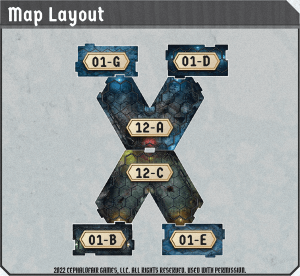 Map Layout
01-G
01-D
12-A
12-C
01-B
01-E
2022 CEPHALOFAIR GAMES, LLC. ALL RIGHTS RESERVED. USED WITH PERMISSION.